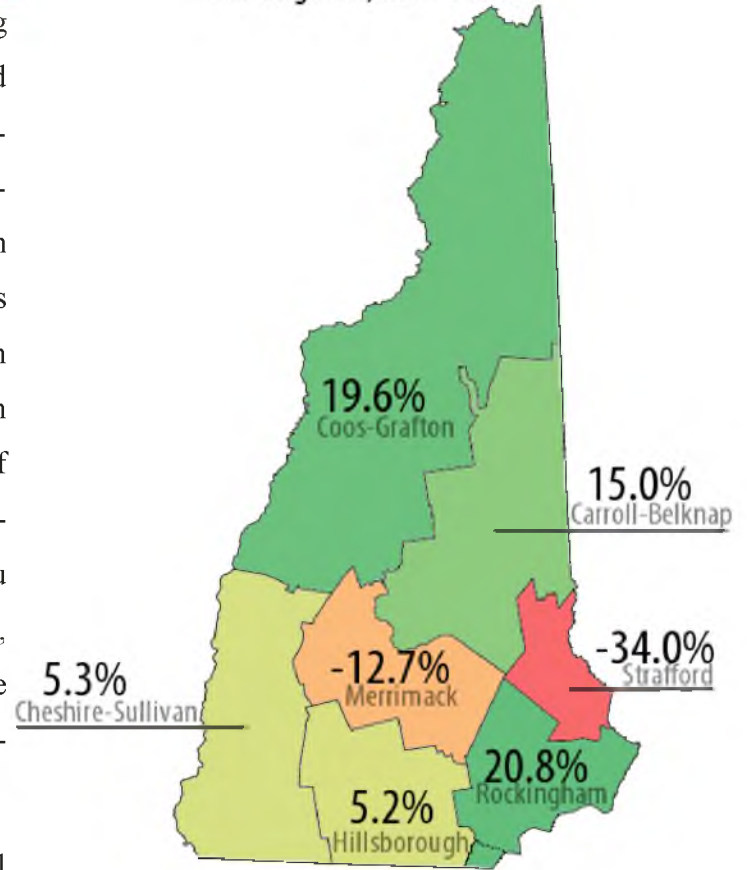 19.6%
Coos-Grafton
15.0%
Carroll-Belknap
-34.0%
Strafford
-12.7%
Merrimack
5.3%
Cheshire-Sullivan
20.8%
Rockingham
5.2%
Hillsborough